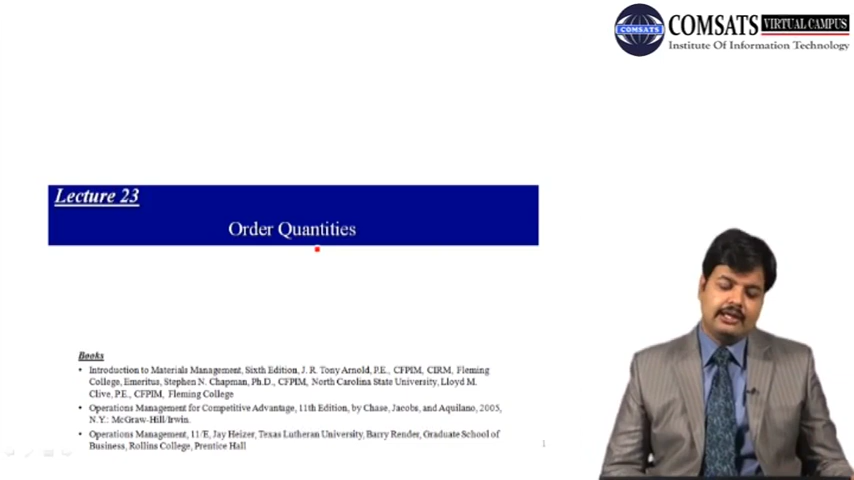 COMSATS VIRTUAL CAMPUS
COMSATS
Institute Of Information Technology
Lecture 23
Order Quantities
Books
• Introduction to Materials Management, Sixth Edition, J. R. Tony Arnold, P.E., CFPIM, CIRM, Fleming
College, Emeritus, Stephen N. Chapman, Ph.D., CFPIM, North Carolina State University, Lloyd M.
Clive, P.E., CFPIM, Fleming College
• Operations Management for Competitive Advantage, 11th Edition, by Chase, Jacobs, and Aquilano, 2005,
N.Y.: McGraw-Hill/Irwin.
• Operations Management, 11/E, Jay Heizer, Texas Lutheran University, Barry Render, Graduate School of
Business, Rollins College, Prentice Hall
1